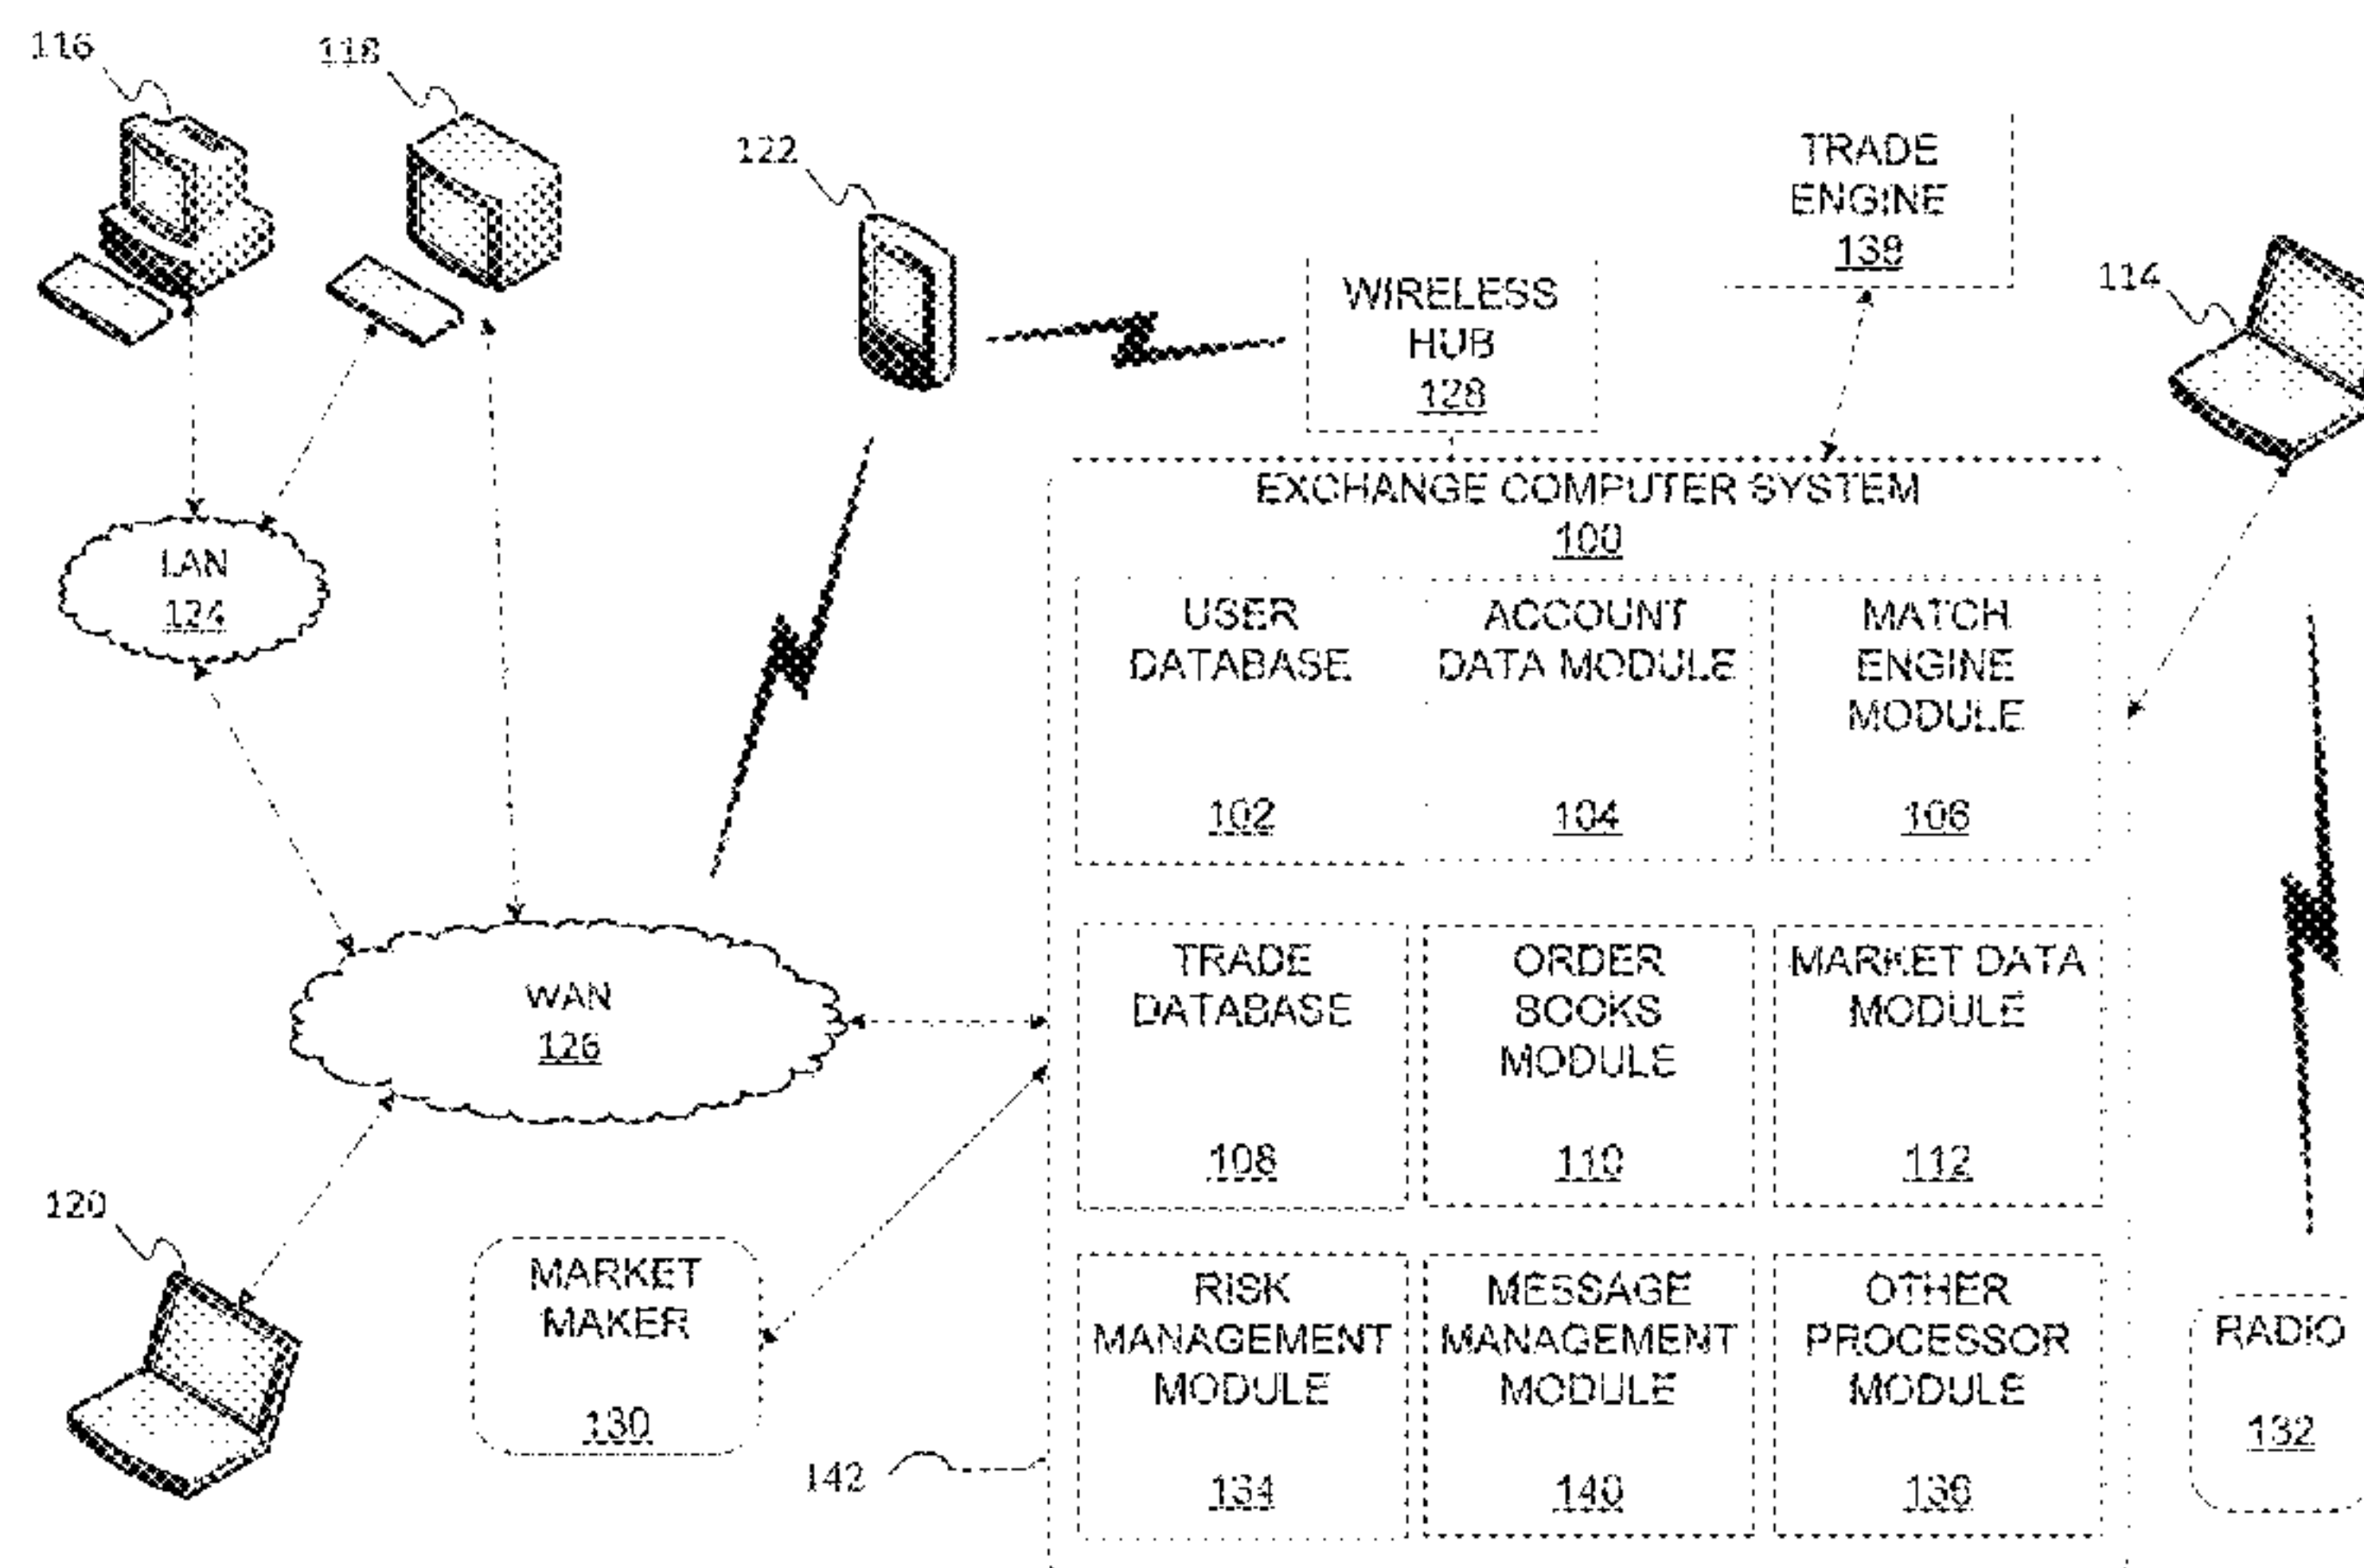 116
118
122
TRADE
ENGINE
138
114
WIRELESS
HUB
128
EXCHANGE COMPUTER SYSTEM
100
LAN
124
USER
DATABASE
102
ACCOUNT
DATA MODULE
104
MATCH
ENGINE
MODULE
106
WAN
126
TRADE
DATABASE
108
ORDER
BOOKS
MODULE
110
MARKET DATA
MODULE
112
120
MARKET
MAKER
130
142
RISK
MANAGEMENT
MODULE
134
MESSAGE
MANAGEMENT
MODULE
140
OTHER
PROCESSOR
MODULE
136
RADIO
132